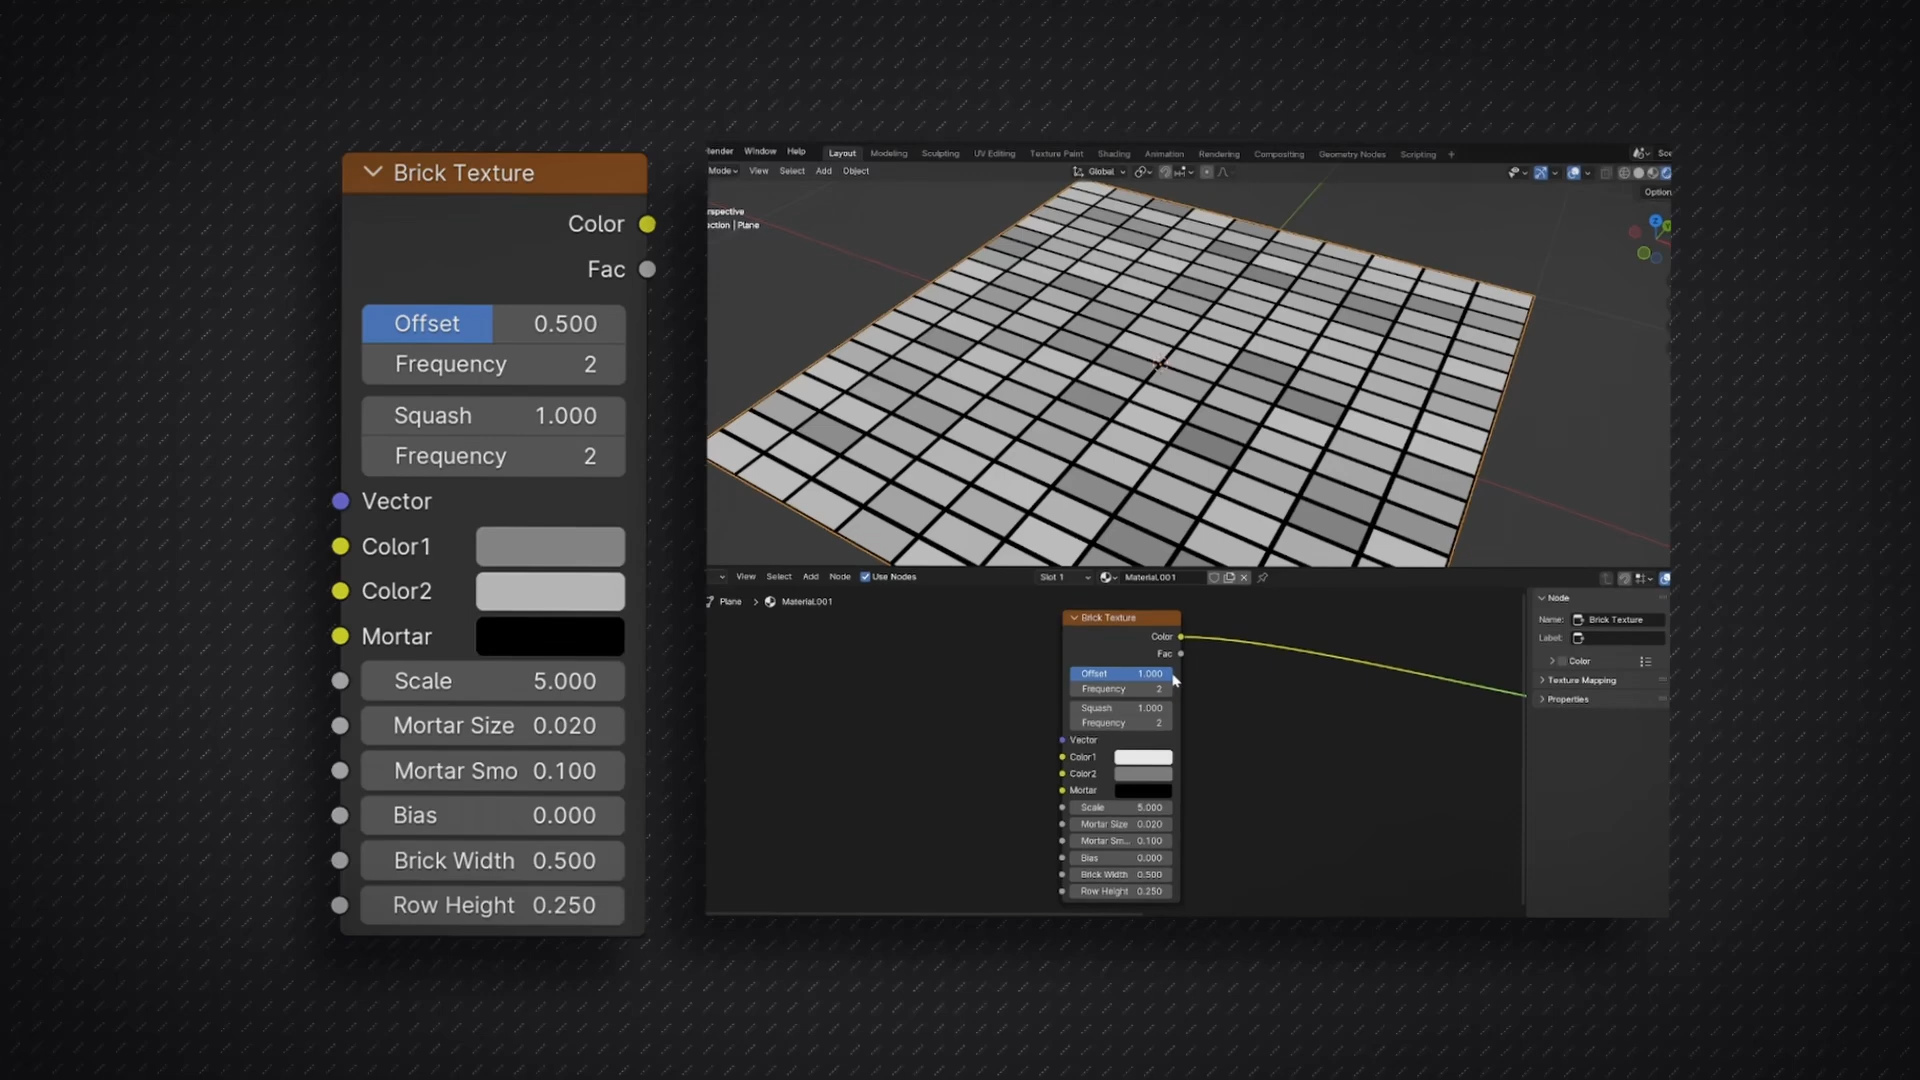 Brick Texture
Color
Fac
Offset 0.500
Frequency 2
Squash 1.000
Frequency 2
Vector
Color1
Color2
Mortar
Scale 5.000
Mortar Size 0.020
Mortar Smo 0.100
Bias 0.000
Brick Width 0.500
Row Height 0.250
lender Window Help Layout Modeling Sculpting UV Editing Texture Paint Shading Animation Rendering Compositing Geometry Nodes Scripting + Sce
Mode View Select Add Object Global
Option
rspective
ection | Plane
Z
View Select Add Node Use Nodes Slot 1 Material.001
Plane > Material.001
Brick Texture
Color
Fac
Offset 1.000
Frequency 2
Squash 1.000
Frequency 2
Vector
Color1
Color2
Mortar
Scale 5.000
Mortar Size 0.020
Mortar Sm... 0.100
Bias 0.000
Brick Width 0.500
Row Height 0.250
Node
Name: Brick Texture
Label:
Color
Texture Mapping
Properties